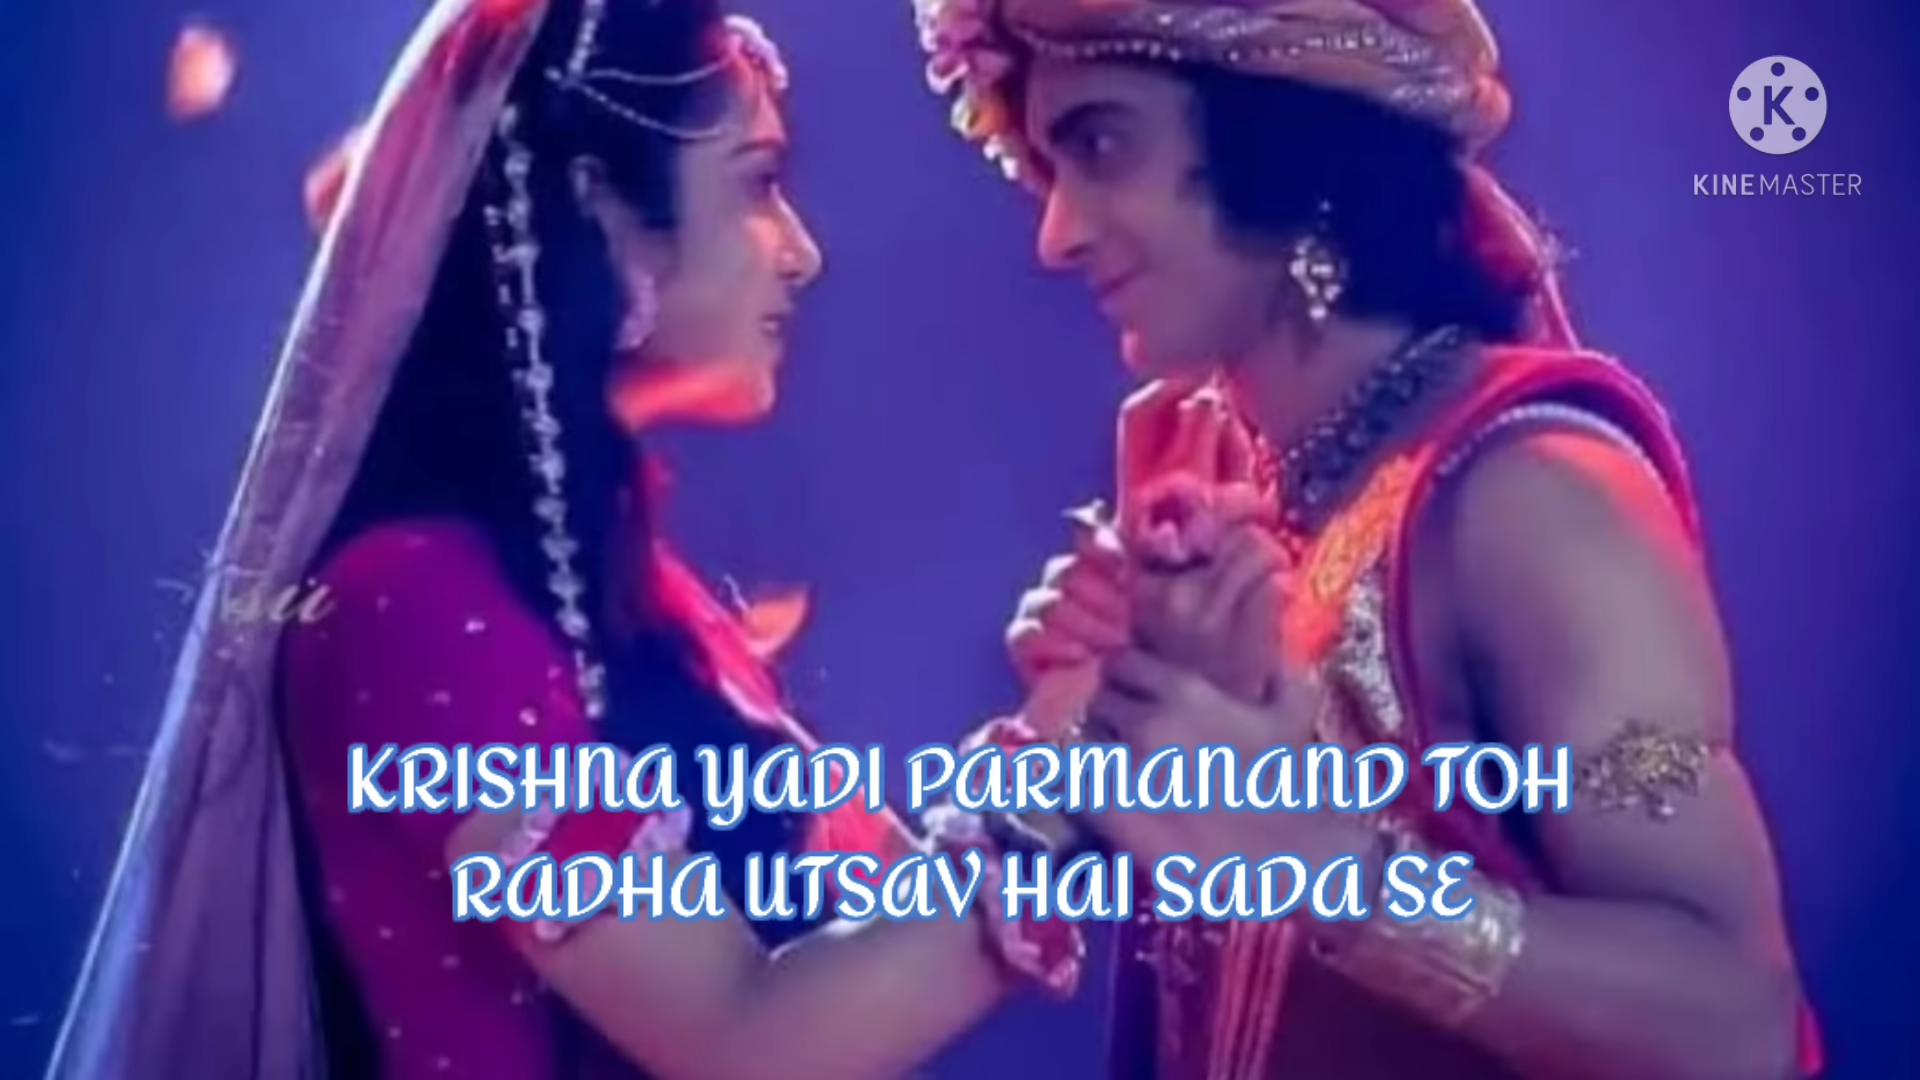 K
KINEMASTER
KRISHNA YADI PARMANAND TOH
RADHA UTSAV HAI SADA SE